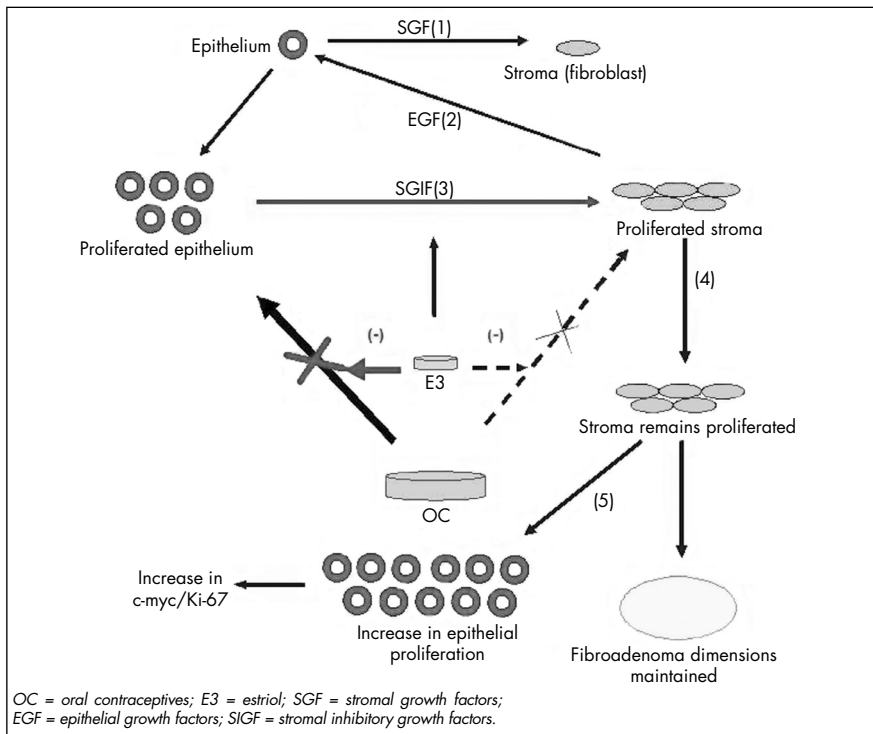 SGF(1)
Epithelium
Stroma (fibroblast)
EGF(2)
SGIF(3)
Proliferated epithelium
Proliferated stroma
(4)
(-)
(-)
E3
Stroma remains proliferated
(5)
OC
Increase in
c-myc/Ki-67
Increase in epithelial
proliferation
Fibroadenoma dimensions
maintained
OC = oral contraceptives; E3 = estriol; SGF = stromal growth factors;
EGF = epithelial growth factors; SIGF = stromal inhibitory growth factors.